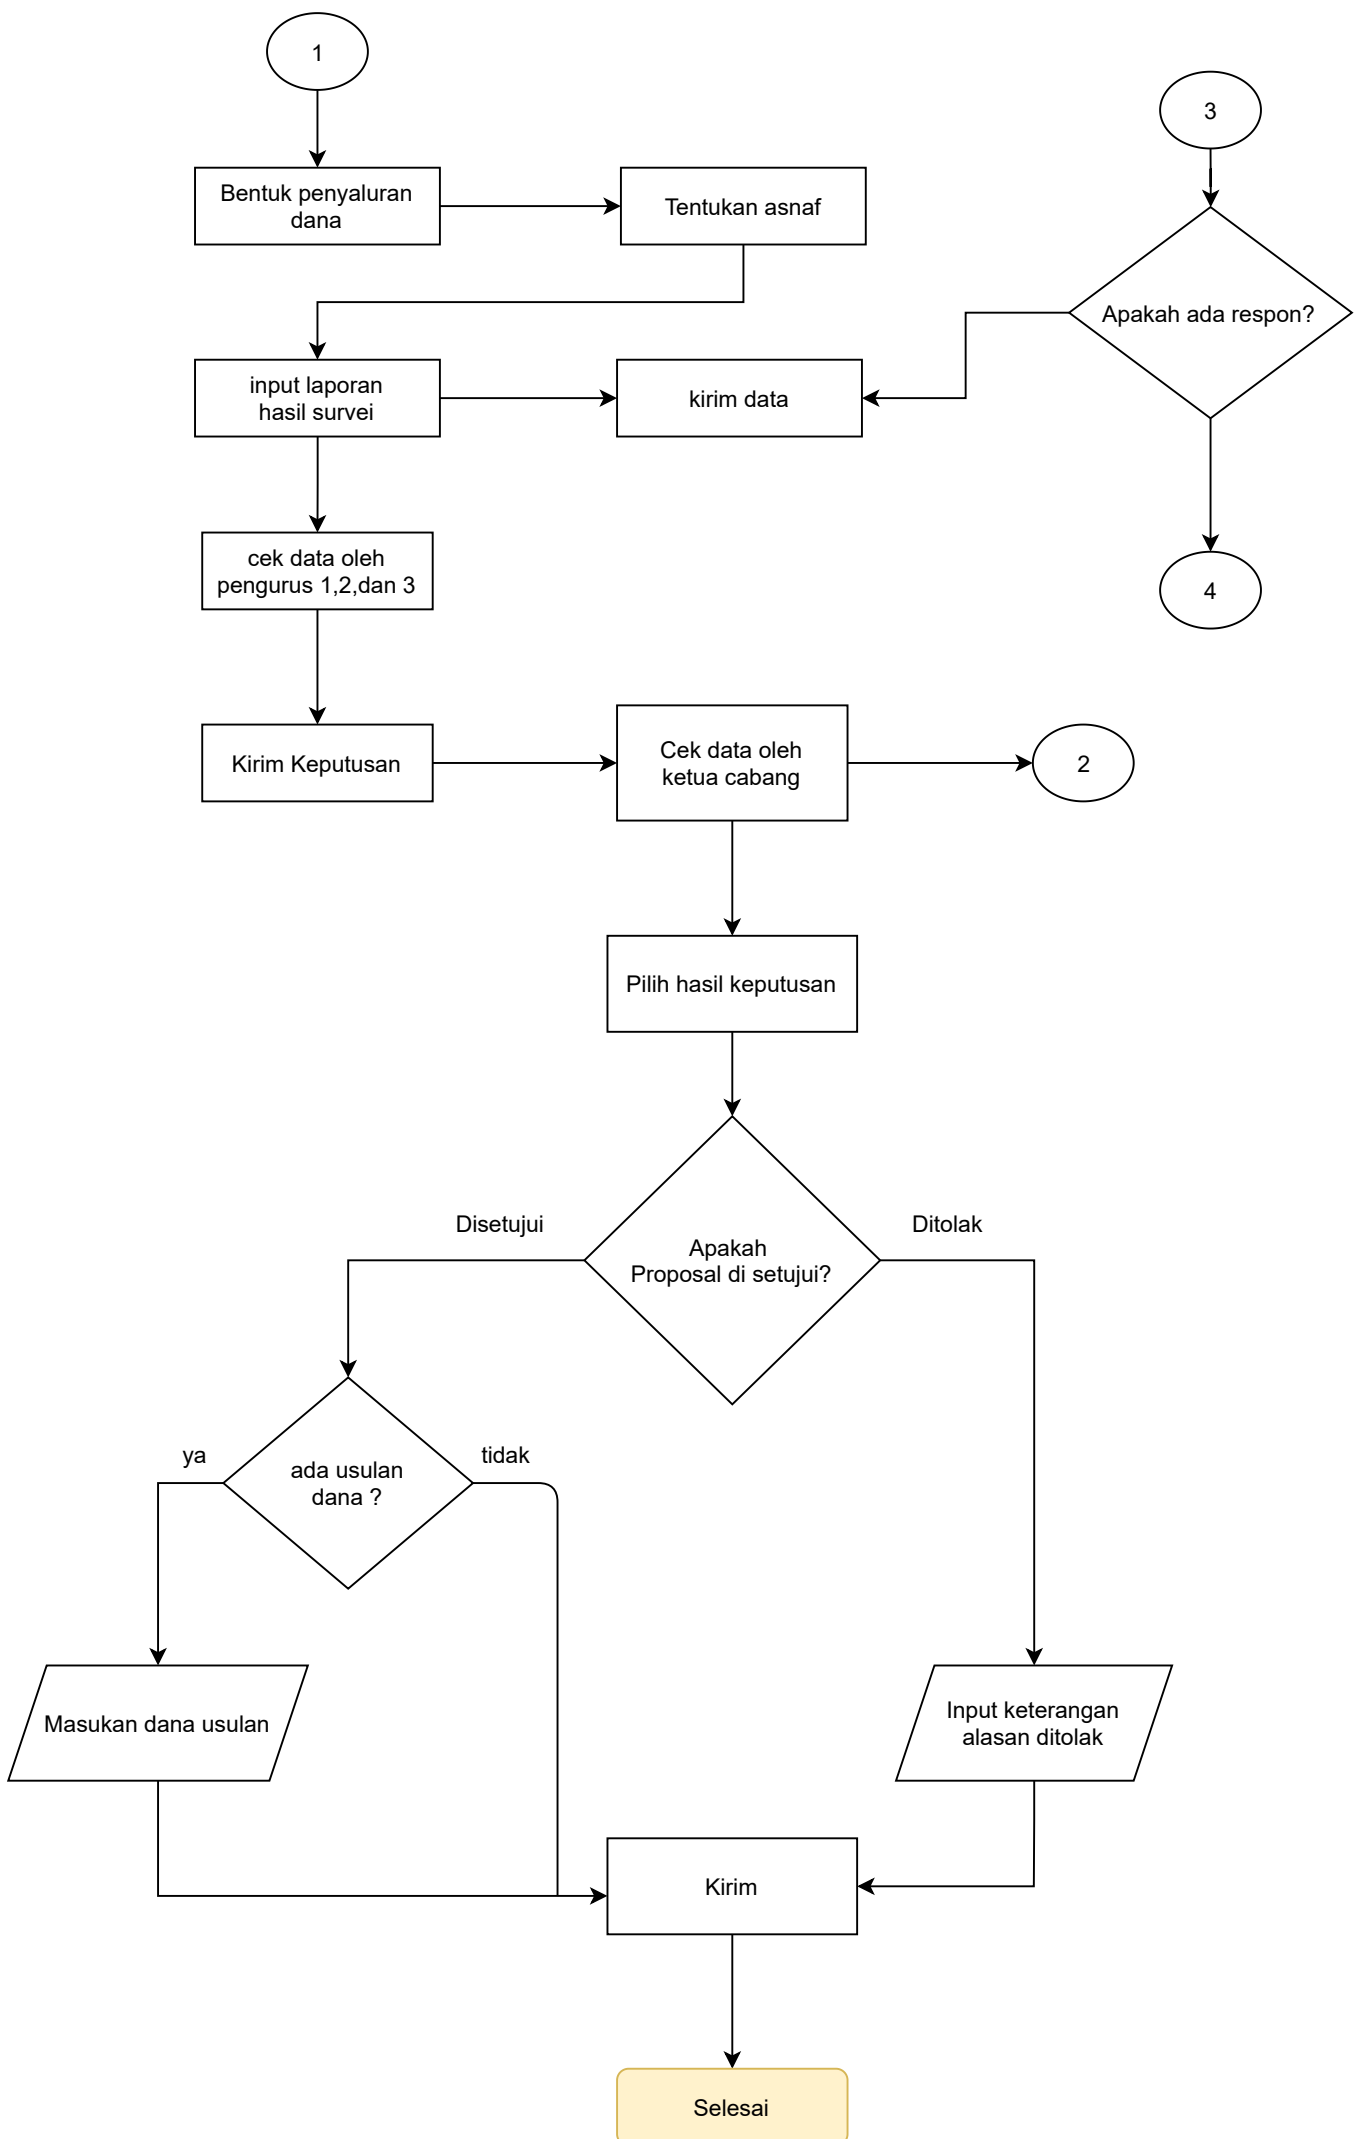 1
3
Bentuk penyaluran
dana
Tentukan asnaf
Apakah ada respon?
input laporan
hasil survei
kirim data
cek data oleh
pengurus 1,2,dan 3
4
Kirim Keputusan
Cek data oleh
ketua cabang
2
Pilih hasil keputusan
Disetujui
Ditolak
Apakah
Proposal di setujui?
ya
tidak
ada usulan
dana ?
Masukan dana usulan
Input keterangan
alasan ditolak
Kirim
Selesai